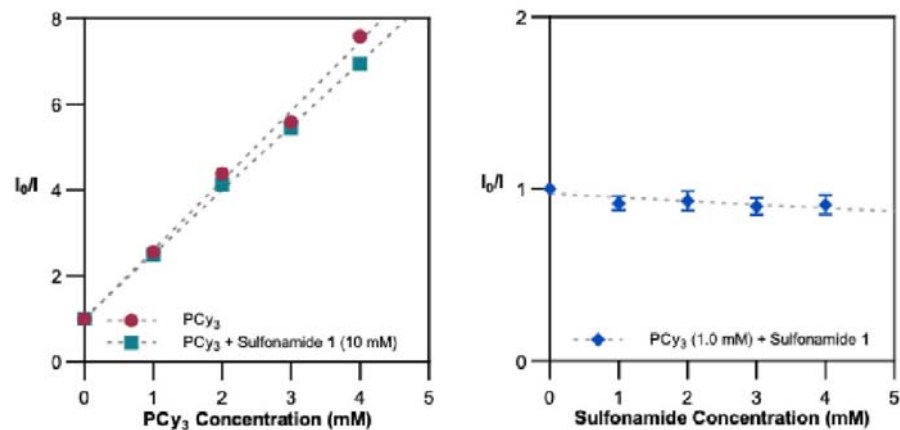 8
6
I₀/I
4
2
0
PCy₃
PCy₃ + Sulfonamide 1 (10 mM)
0 1 2 3 4 5
PCy₃ Concentration (mM)
2
I₀/I
1
0
PCy₃ (1.0 mM) + Sulfonamide 1
0 1 2 3 4 5
Sulfonamide Concentration (mM)